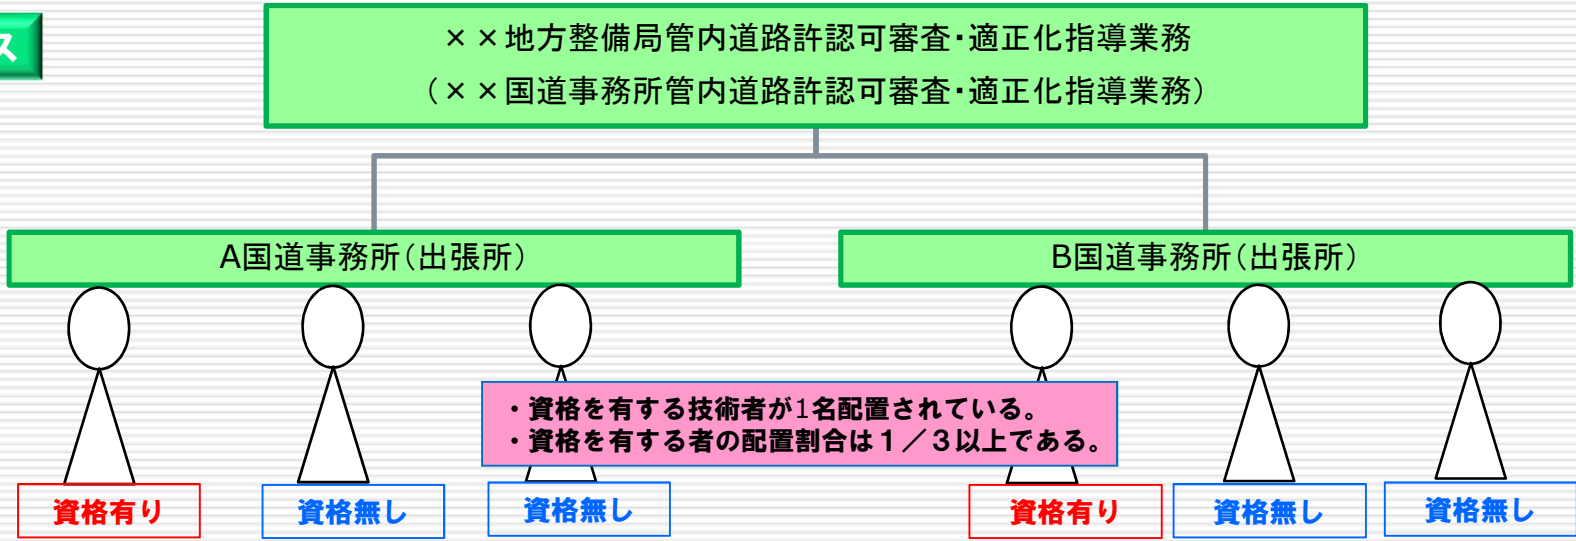 ス
××地方整備局管内道路許認可審査・適正化指導業務
（××国道事務所管内道路許認可審査・適正化指導業務）
A国道事務所（出張所）
B国道事務所（出張所）
・資格を有する技術者が1名配置されている。
・資格を有する者の配置割合は１／３以上である。
資格有り
資格無し
資格無し
資格有り
資格無し
資格無し